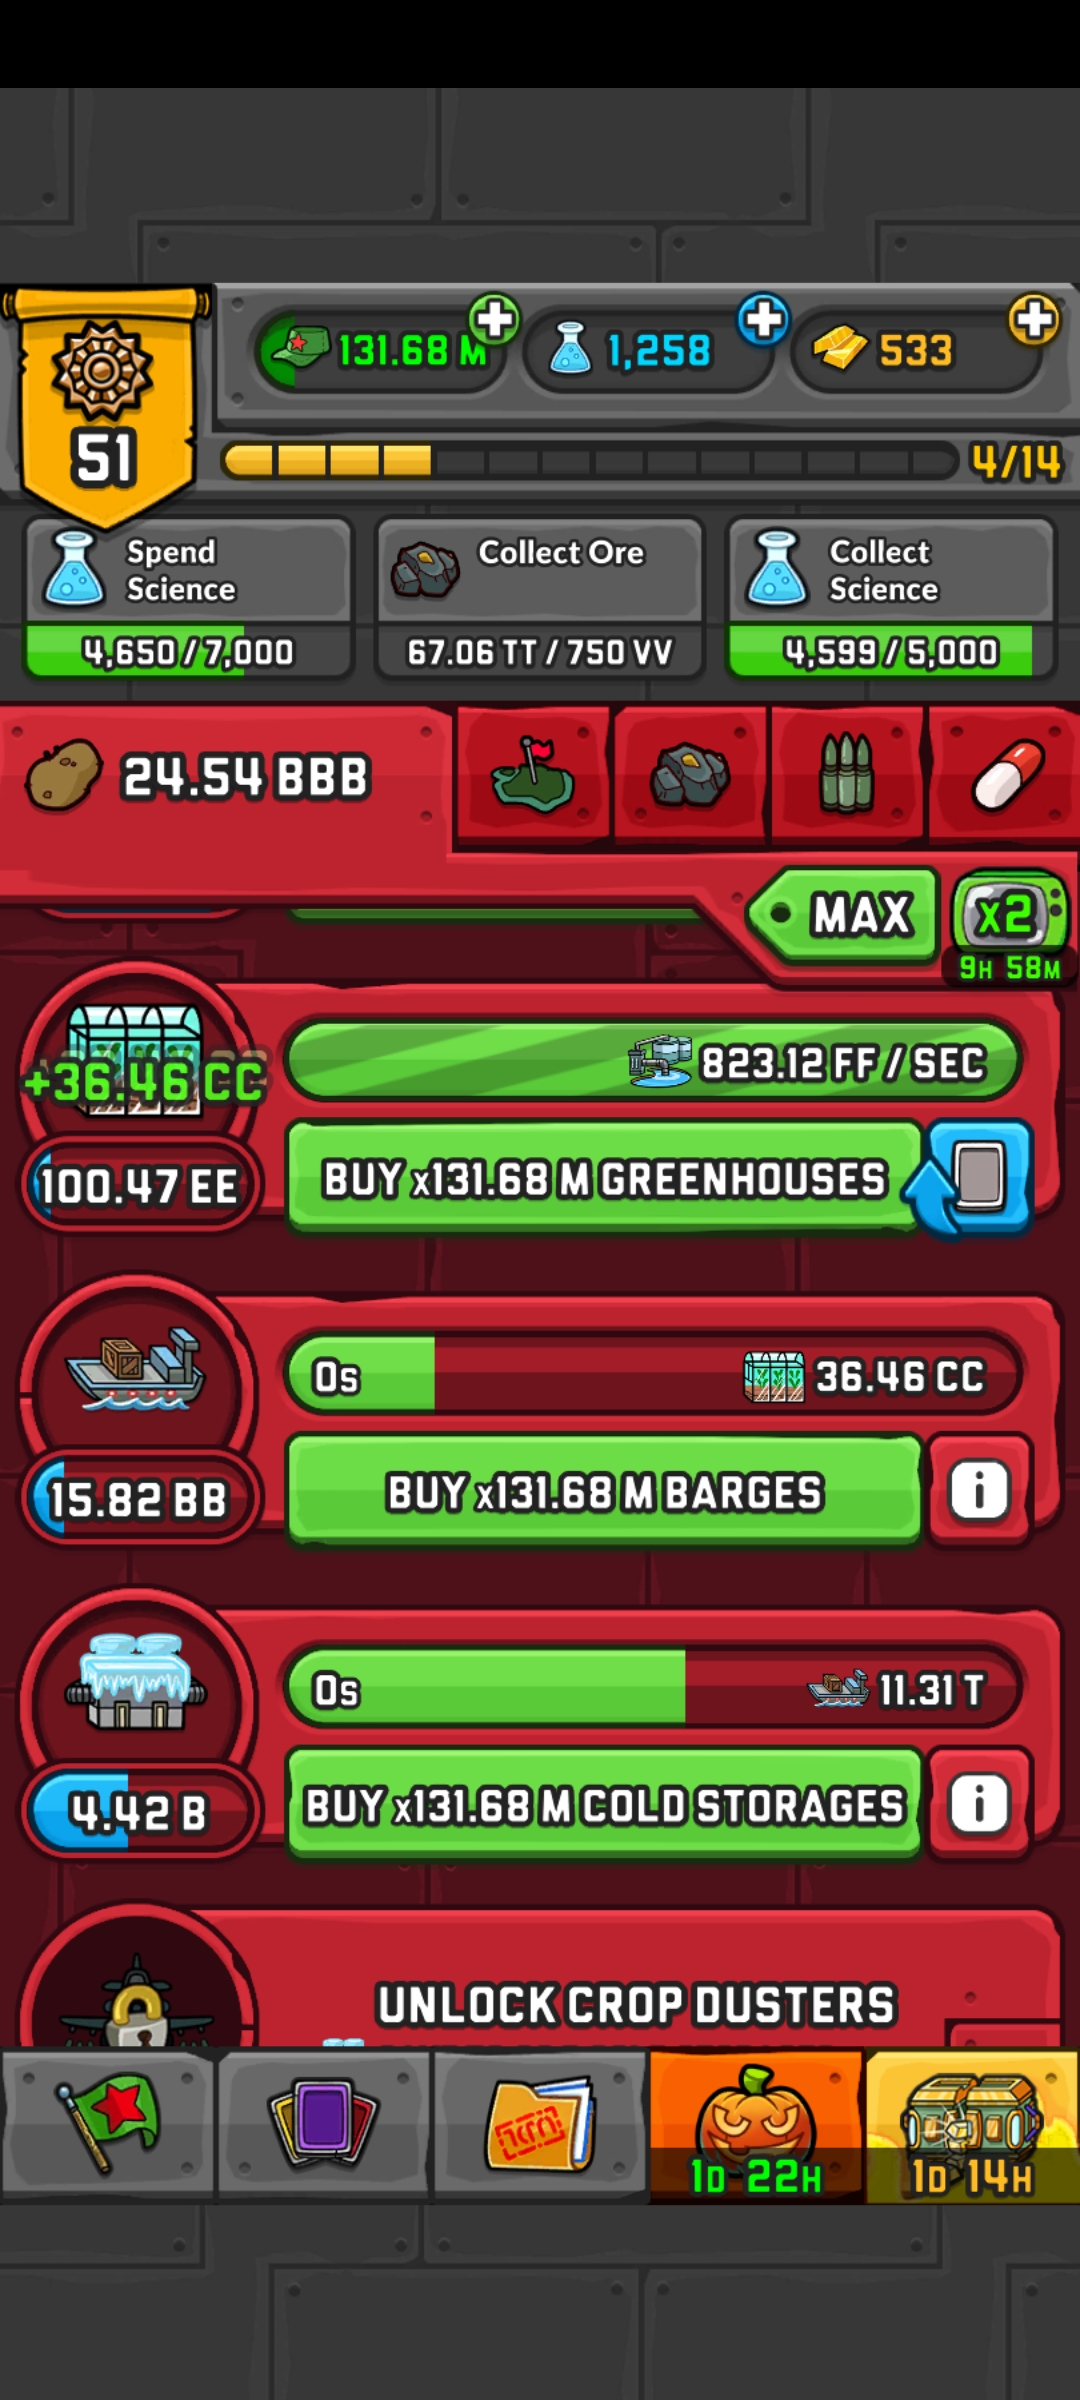 131.68 M
1,258
533
51
4/14
Spend
Science
4,650/7,000
Collect Ore
67.06 TT/750 VV
Collect
Science
4,599/5,000
24.54 BBB
MAX
x2
9H 58M
+36.46 CC
823.12 FF/SEC
100.47 EE
BUY x131.68 M GREENHOUSES
0s
36.46 CC
15.82 BB
BUY x131.68 M BARGES
i
0s
11.31 T
4.42 B
BUY x131.68 M COLD STORAGES
i
UNLOCK CROP DUSTERS
1D 22H
1D 14H